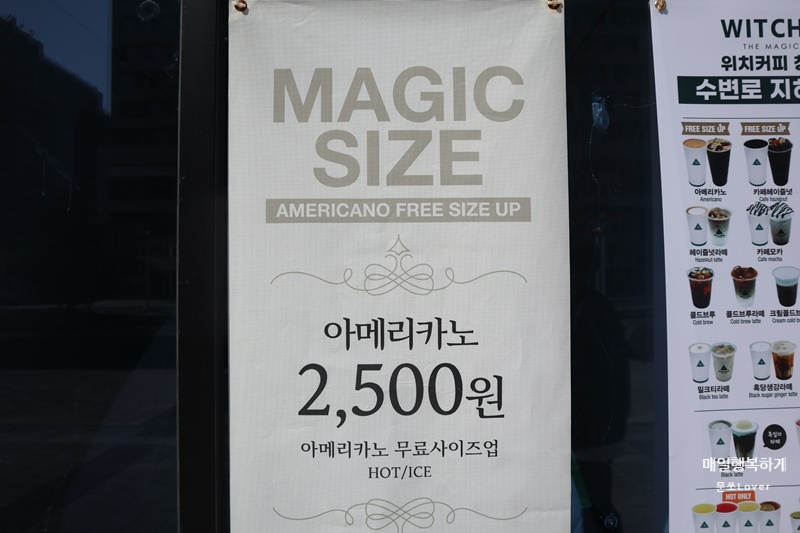 MAGIC
SIZE
AMERICANO FREE SIZE UP
아메리카노
2,500원
아메리카노 무료사이즈업
HOT/ICE
WITCH
THE MAGIC
위치커피
수변로 지하
FREE SIZE UP
FREE SIZE UP
아메리카노
Americano
카페헤이즐넛
Cafe hazelnut
헤이즐넛라떼
Hazelnut latte
카페모카
Cafe mocha
콜드브루
Cold brew
콜드브루라떼
Cold brew latte
크림콜드브
Cream cold b
밀크티라떼
Black tea latte
흑당생강라떼
Black sugar ginger latte
Black latte
HOT ONLY
매일행복하게
문쏘Lover